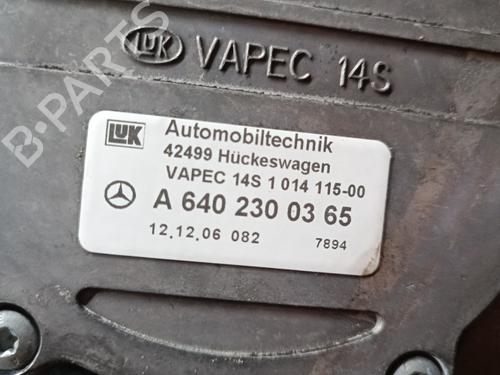 LUK VAPEC 14S
LUK Automobiltechnik
42499 Hückeswagen
VAPEC 14S 1 014 115-00
A 640 230 03 65
12.12.06 082 7894
B-PARTS